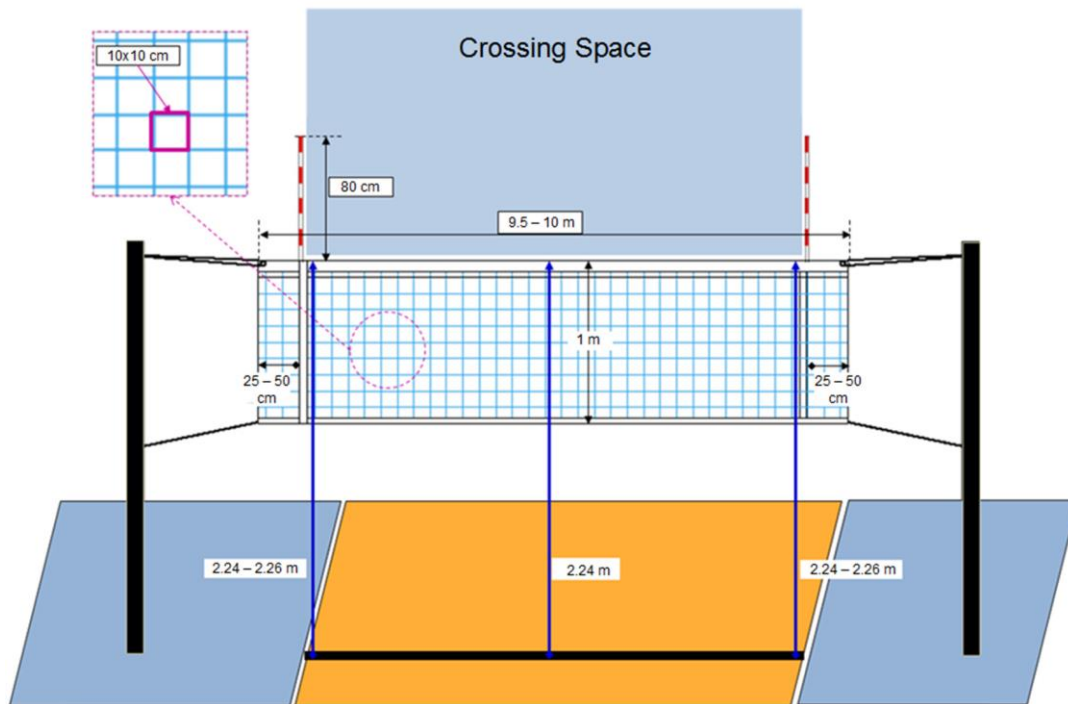 Crossing Space
10x10 cm
80 cm
9.5 – 10 m
1 m
25 – 50
cm
25 – 50
cm
2.24 – 2.26 m
2.24 m
2.24 – 2.26 m